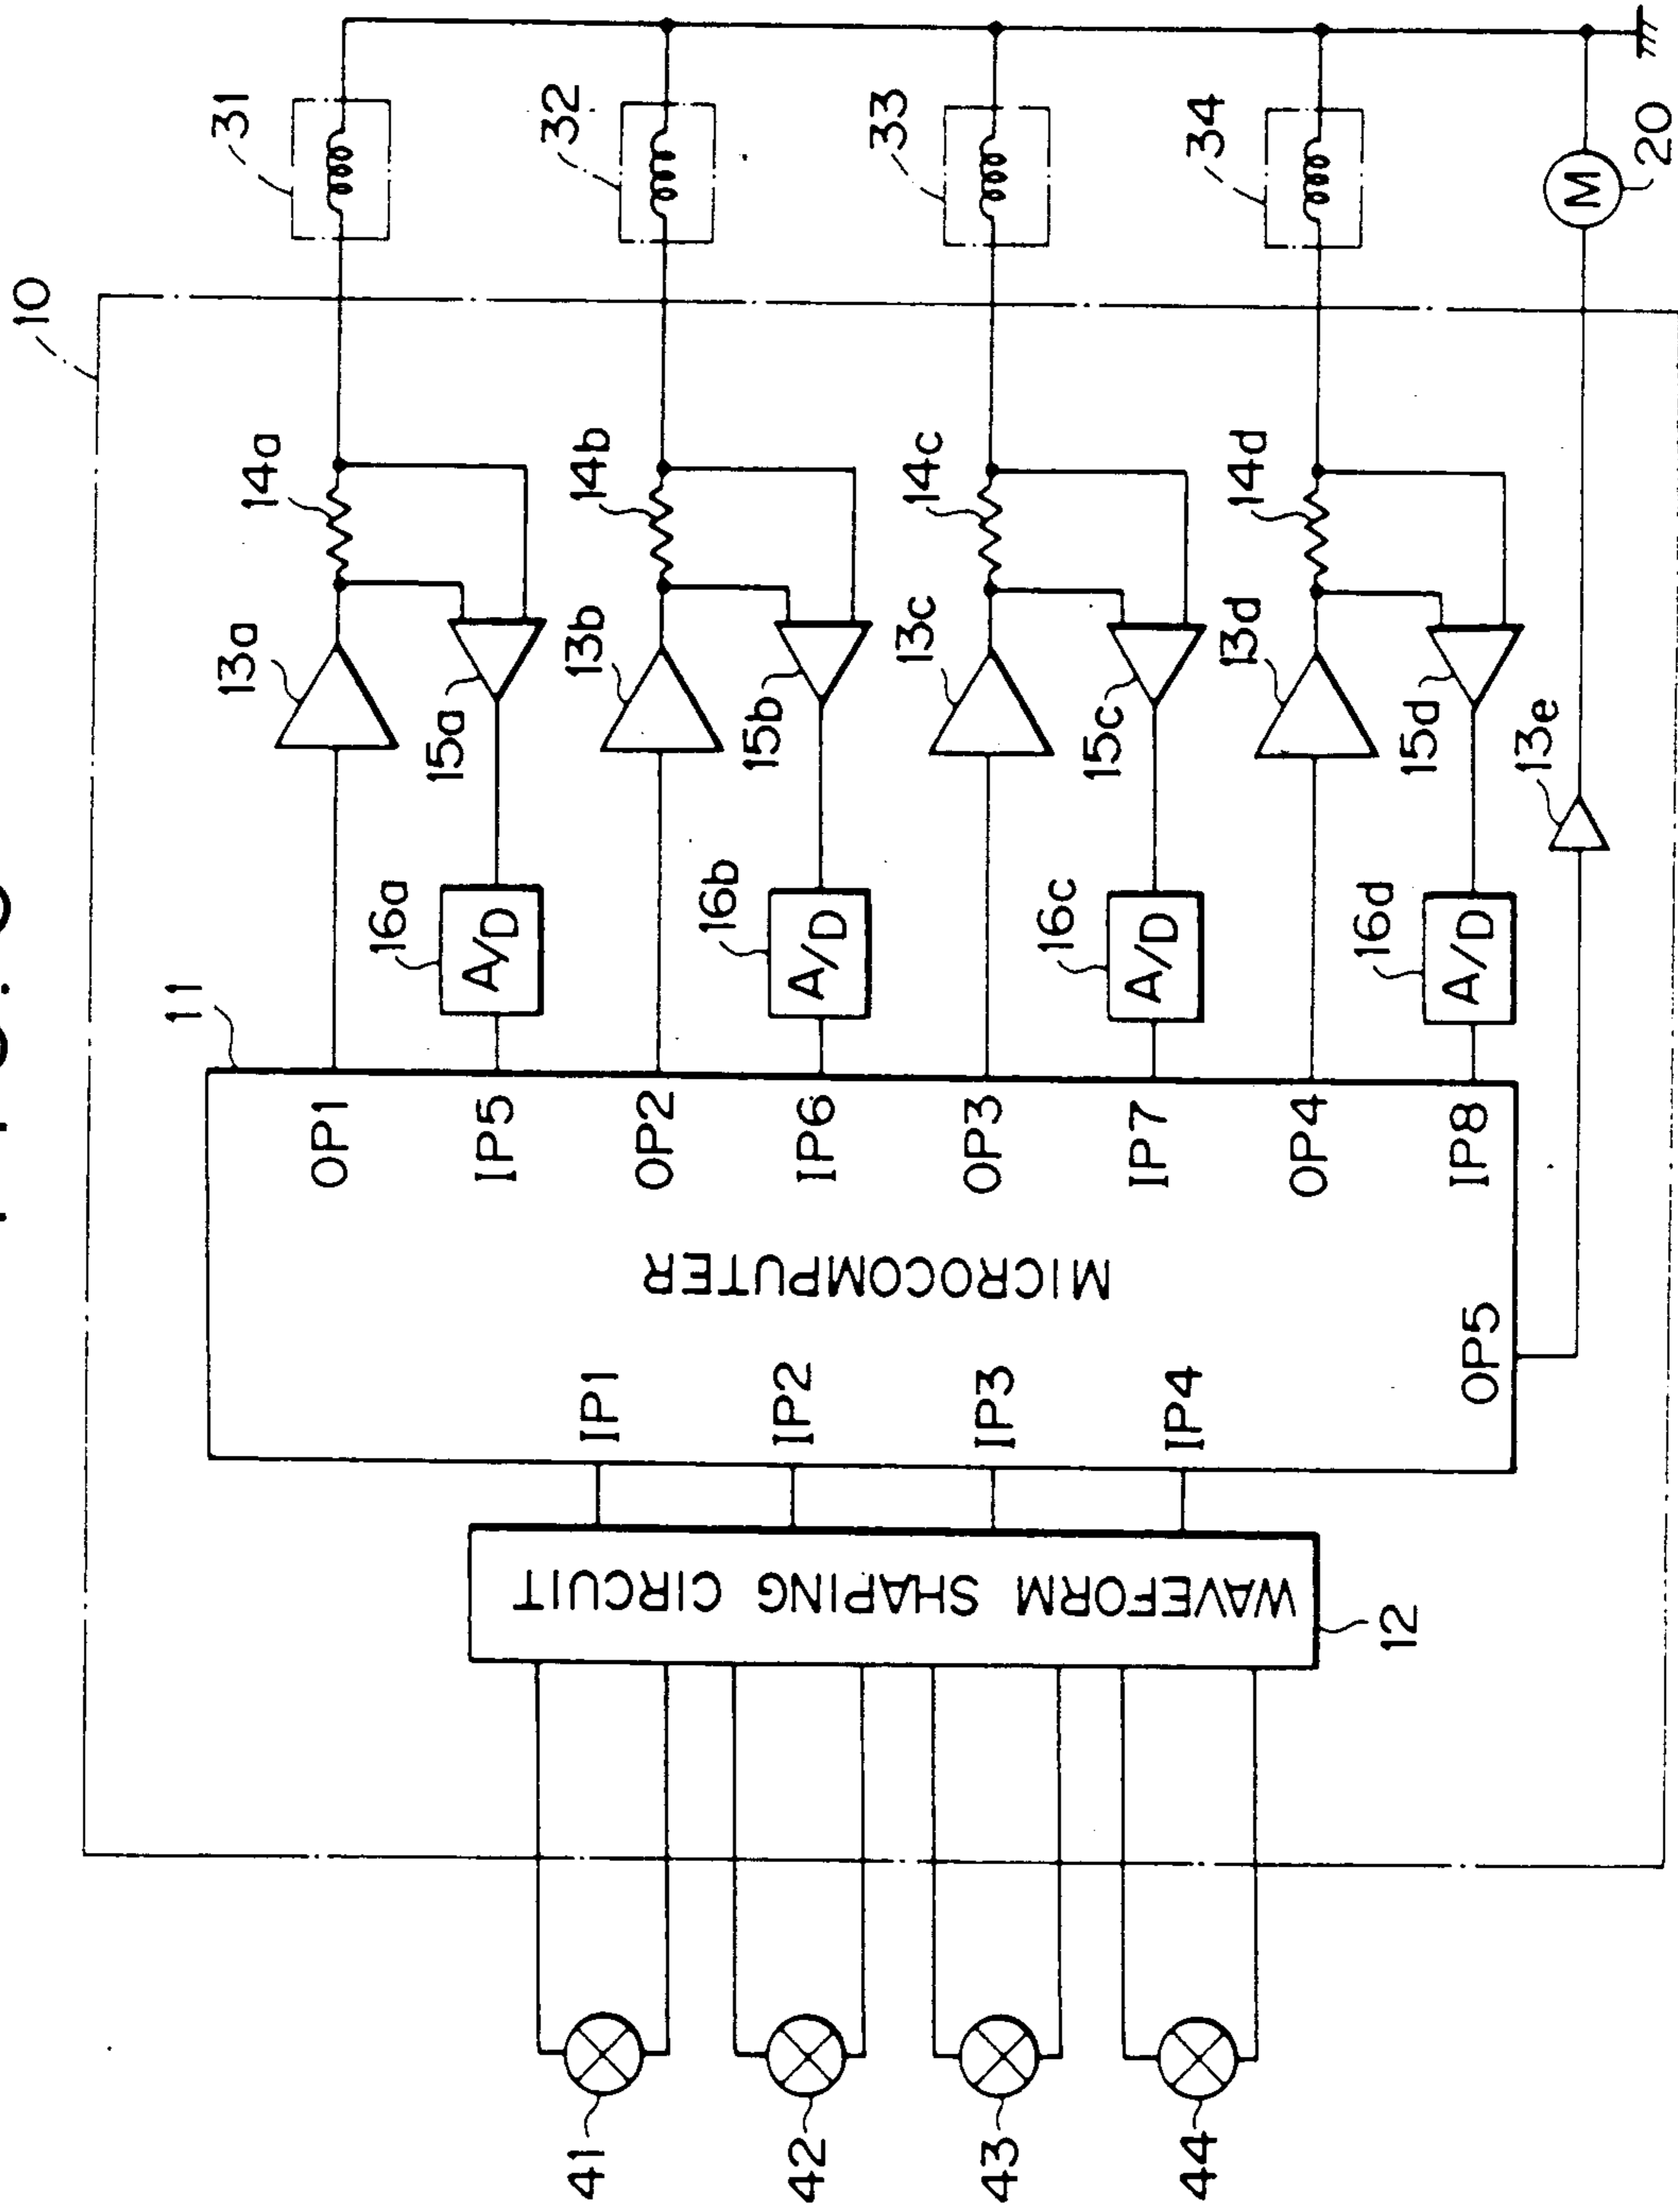 10
11
31
14a
13a
OP1
15a
16a
A/D
IP5
32
14b
13b
OP2
15b
16b
A/D
IP6
33
14c
13c
OP3
15c
16c
A/D
IP7
34
14d
13d
OP4
15d
16d
A/D
IP8
13e
M
20
OP5
MICROCOMPUTER
IP1
IP2
IP3
IP4
WAVEFORM SHAPING CIRCUIT
12
41
42
43
44